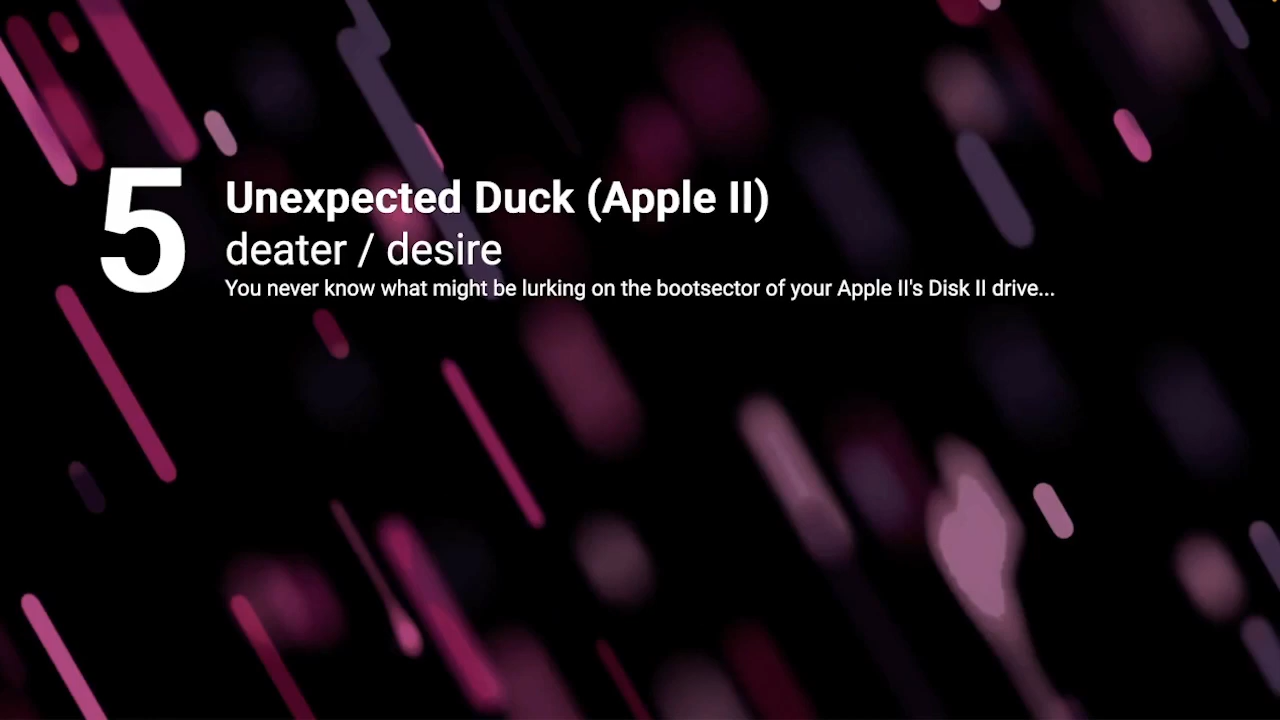 5
Unexpected Duck (Apple II)
deater / desire
You never know what might be lurking on the bootsector of your Apple II's Disk II drive...